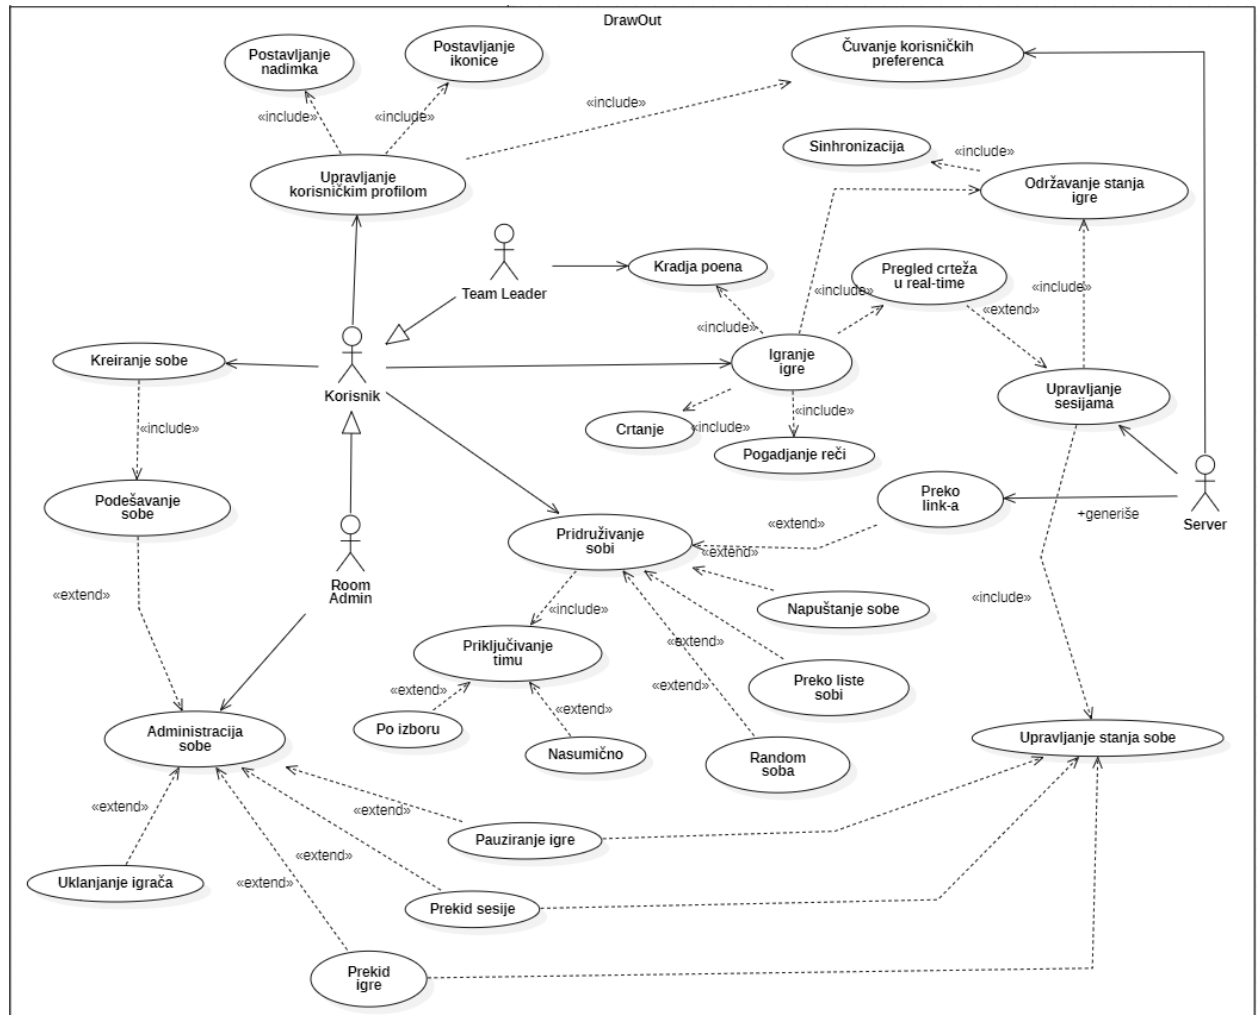 DrawOut
Postavljanje
nadimka
Postavljanje
ikonice
Čuvanje korisničkih
preferenca
«include»
«include»
«include»
Sinhronizacija
«include»
Upravljanje
korisničkim profilom
Održavanje stanja
igre
Team Leader
Kradja poena
Pregled crteža
u real-time
«include»
«include»
«extend»
«include»
Kreiranje sobe
Korisnik
Igranje
igre
Upravljanje
sesijama
«include»
Crtanje
«include»
«include»
Pogadjanje reči
Podešavanje
sobe
Preko
link-a
+generiše
Server
Pridruživanje
sobi
«extend»
«extend»
Room
Admin
«extend»
«include»
Napuštanje sobe
«include»
Priključivanje
timu
«extend»
Preko liste
sobi
«extend»
«extend»
«extend»
Po izboru
Nasumično
Random
soba
Administracija
sobe
Upravljanje stanja sobe
«extend»
«extend»
Pauziranje igre
«extend»
Uklanjanje igrača
«extend»
Prekid sesije
Prekid
igre